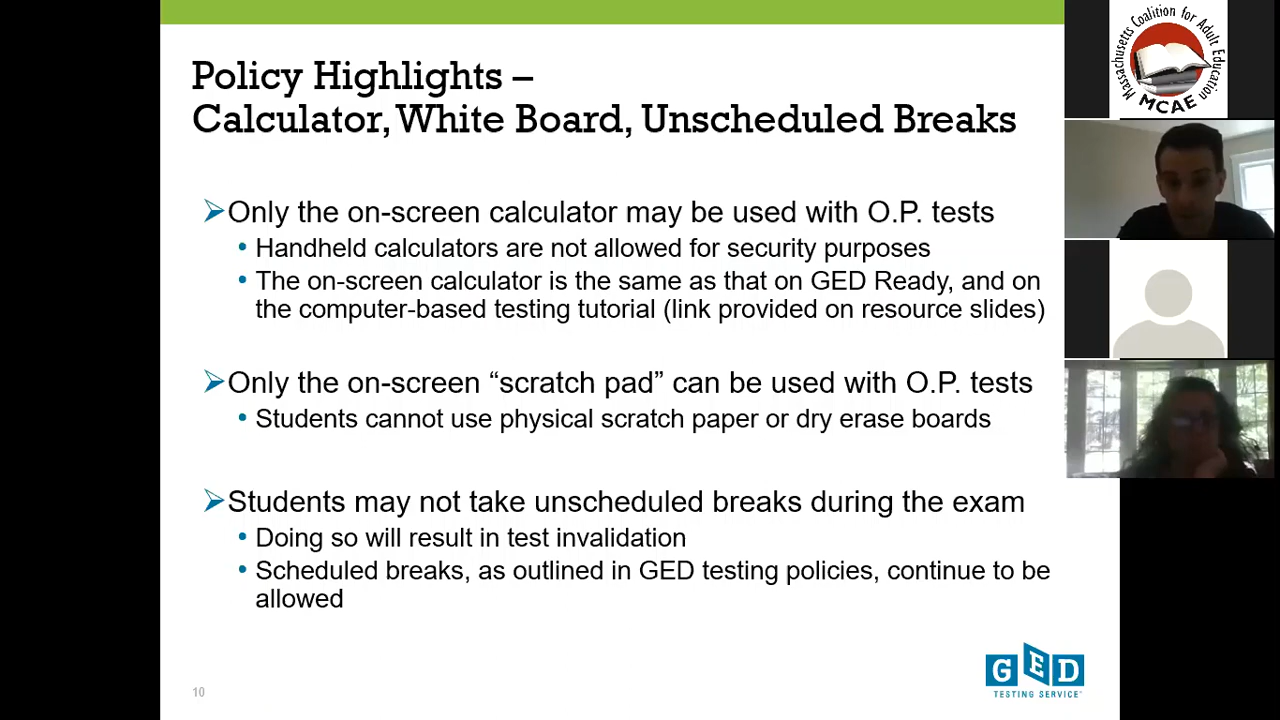 Policy Highlights –
Calculator, White Board, Unscheduled Breaks
Only the on-screen calculator may be used with O.P. tests
• Handheld calculators are not allowed for security purposes
• The on-screen calculator is the same as that on GED Ready, and on
the computer-based testing tutorial (link provided on resource slides)
Only the on-screen “scratch pad” can be used with O.P. tests
• Students cannot use physical scratch paper or dry erase boards
Students may not take unscheduled breaks during the exam
• Doing so will result in test invalidation
• Scheduled breaks, as outlined in GED testing policies, continue to be
allowed
10
GED
TESTING SERVICE
Massachusetts Coalition for Adult Education
MCAE